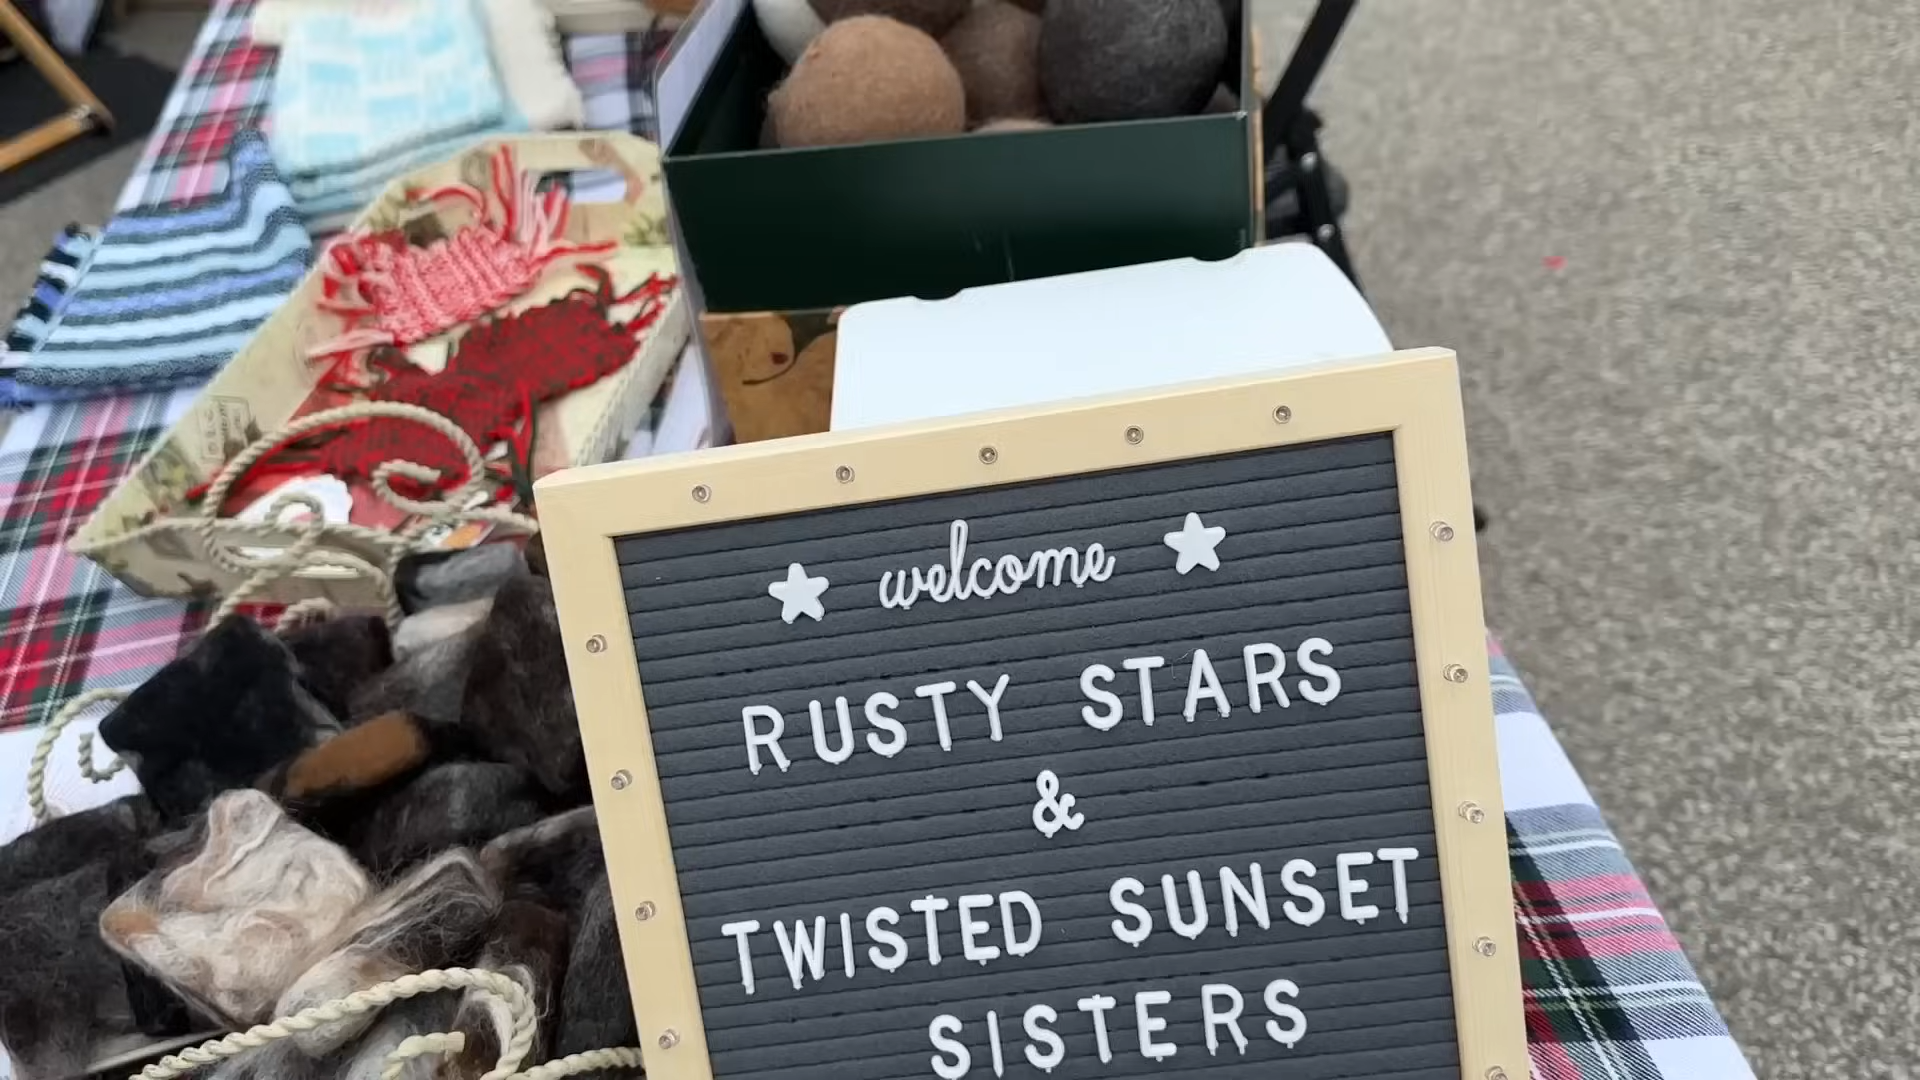 welcome
RUSTY STARS
&
TWISTED SUNSET
SISTERS